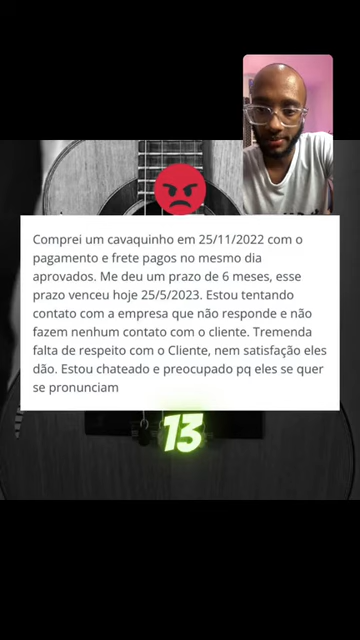 Comprei um cavaquinho em 25/11/2022 com o
pagamento e frete pagos no mesmo dia
aprovados. Me deu um prazo de 6 meses, esse
prazo venceu hoje 25/5/2023. Estou tentando
contato com a empresa que não responde e não
fazem nenhum contato com o cliente. Tremenda
falta de respeito com o Cliente, nem satisfação eles
dão. Estou chateado e preocupado pq eles se quer
se pronunciam
13